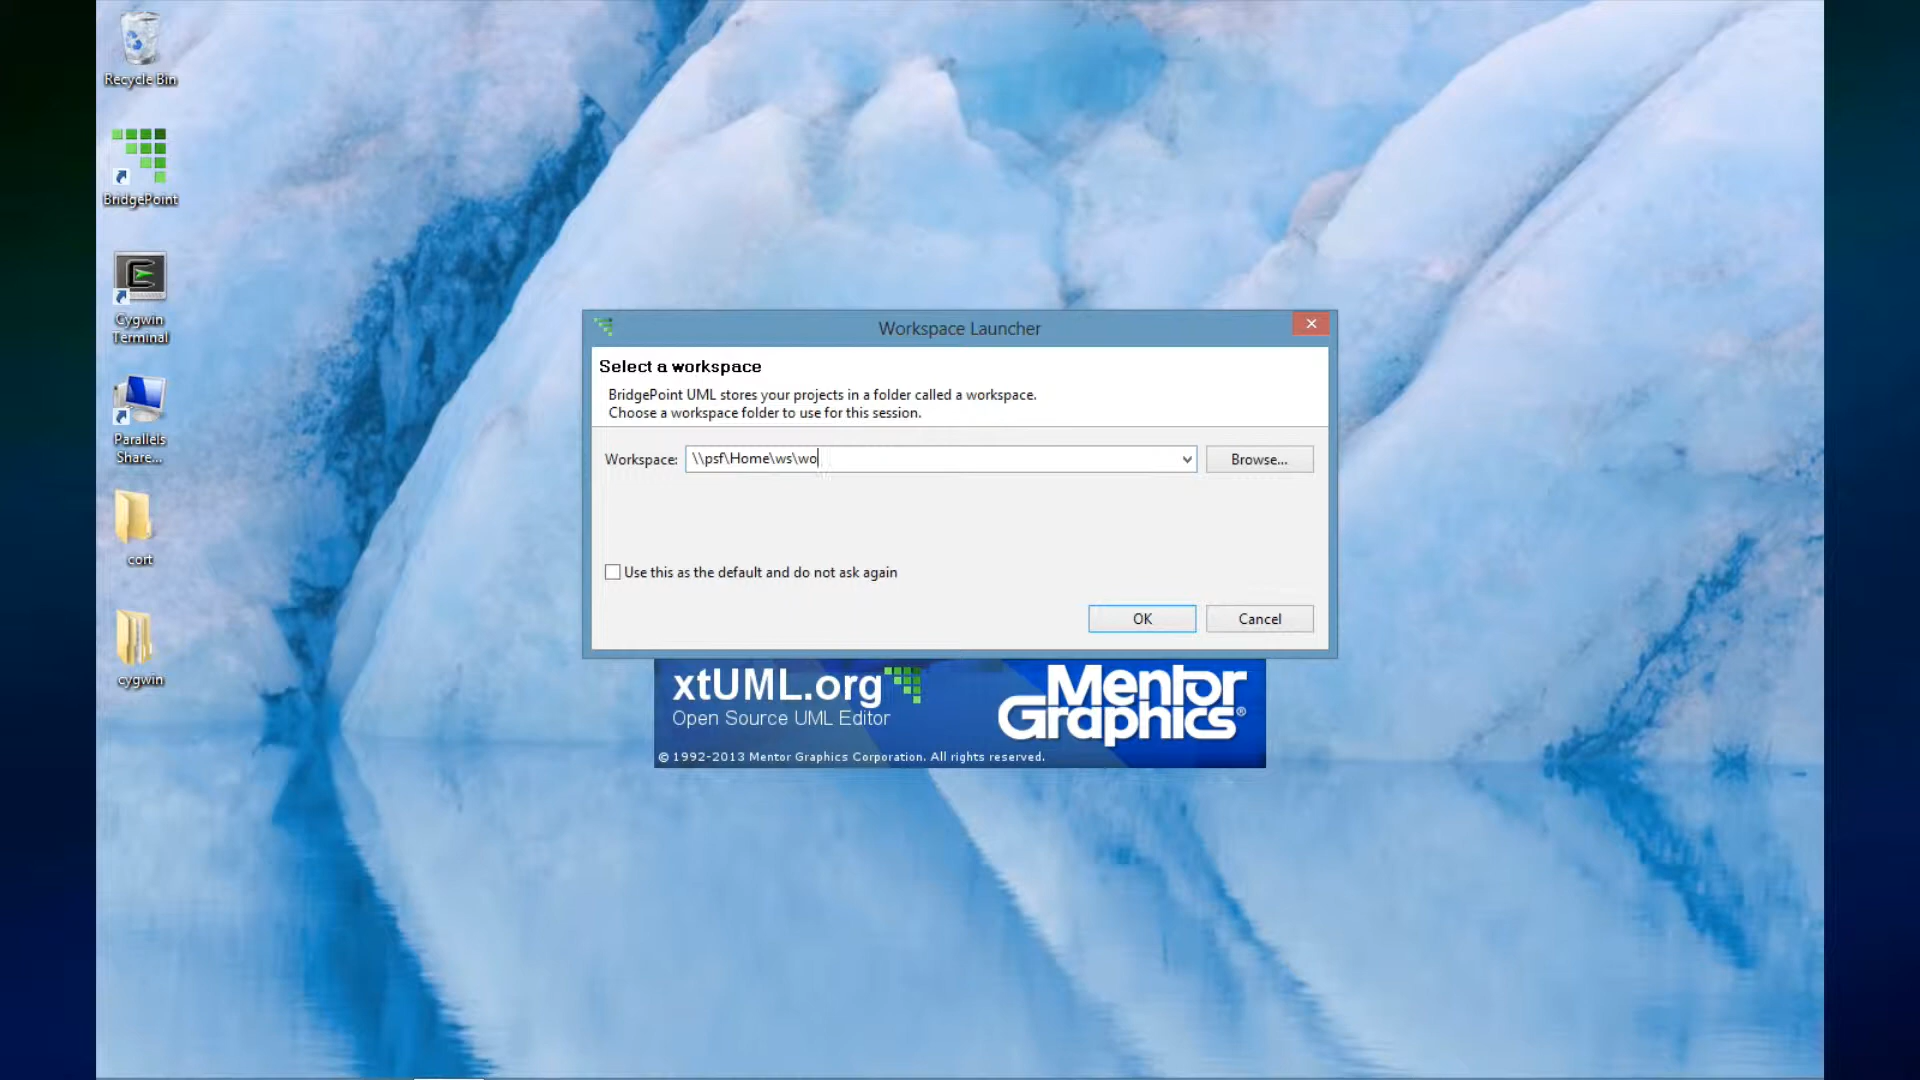 Recycle Bin
BridgePoint
Cygwin
Terminal
Parallels
Share...
cort
cygwin
Workspace Launcher
Select a workspace
BridgePoint UML stores your projects in a folder called a workspace.
Choose a workspace folder to use for this session.
Workspace: \\psf\Home\ws\wo Browse...
Use this as the default and do not ask again
OK Cancel
xtUML.org
Open Source UML Editor
Mentor
Graphics®
© 1992-2013 Mentor Graphics Corporation. All rights reserved.